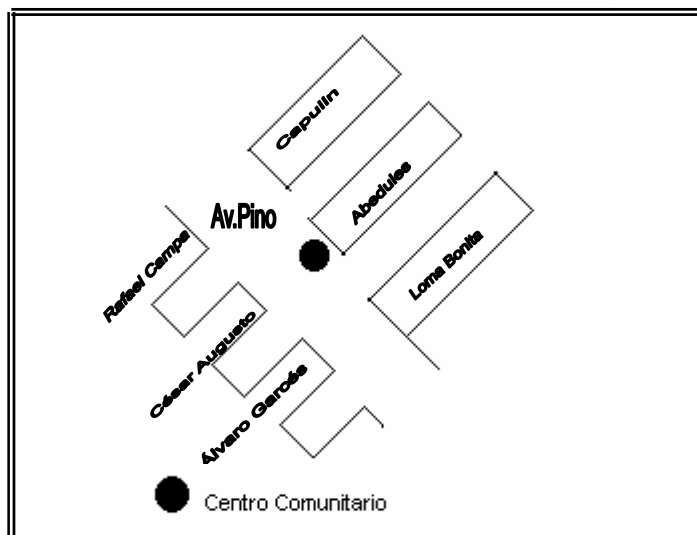 Capulin
Abedules
Av.Pino
Loma Bonita
Rafael Campa
César Augusto
Álvaro Garcés
Centro Comunitario